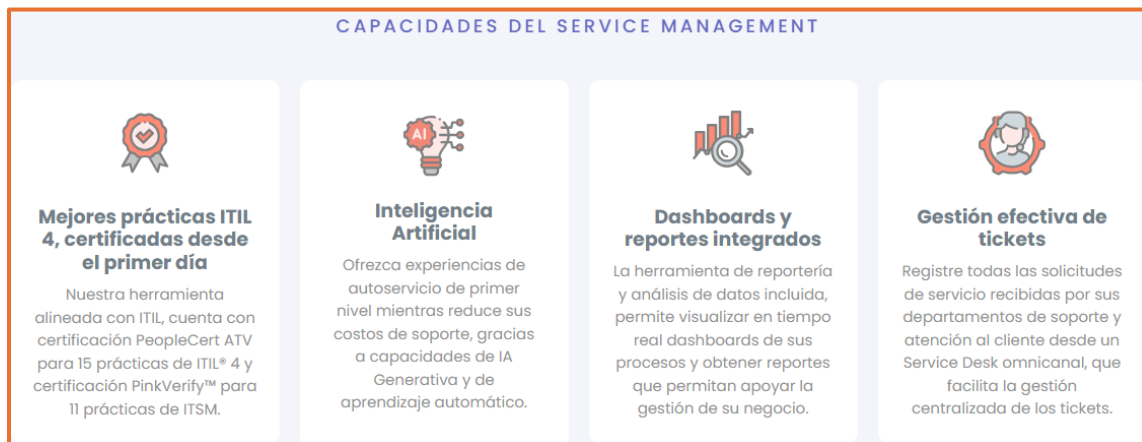 CAPACIDADES DEL SERVICE MANAGEMENT
Mejores prácticas ITIL
4, certificadas desde
el primer día
Nuestra herramienta
alineada con ITIL, cuenta con
certificación PeopleCert ATV
para 15 prácticas de ITIL® 4 y
certificación PinkVerify™ para
11 prácticas de ITSM.
AI
Inteligencia
Artificial
Ofrezca experiencias de
autoservicio de primer
nivel mientras reduce sus
costos de soporte, gracias
a capacidades de IA
Generativa y de
aprendizaje automático.
Dashboards y
reportes integrados
La herramienta de reportería
y análisis de datos incluida,
permite visualizar en tiempo
real dashboards de sus
procesos y obtener reportes
que permitan apoyar la
gestión de su negocio.
Gestión efectiva de
tickets
Registre todas las solicitudes
de servicio recibidas por sus
departamentos de soporte y
atención al cliente desde un
Service Desk omnicanal, que
facilita la gestión
centralizada de los tickets.